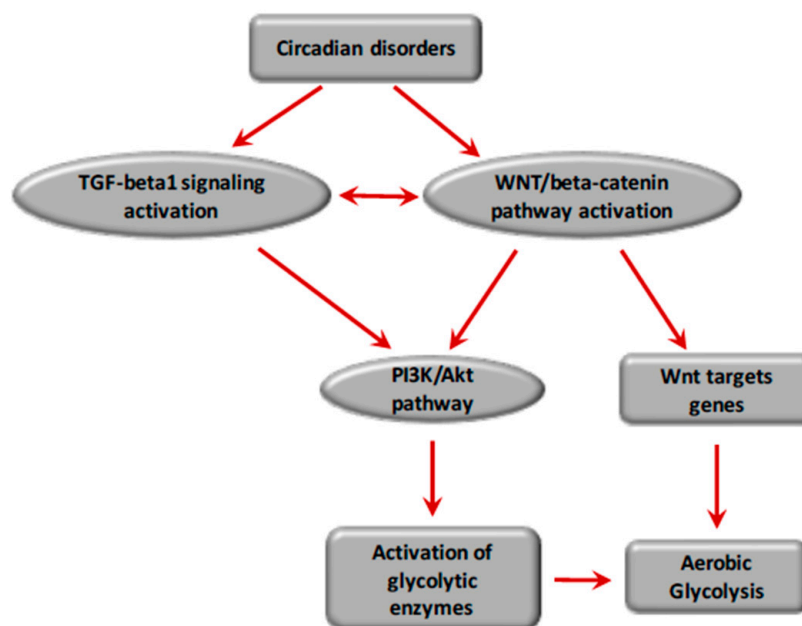 Circadian disorders
TGF-beta1 signaling
activation
WNT/beta-catenin
pathway activation
PI3K/Akt
pathway
Wnt targets
genes
Activation of
glycolytic
enzymes
Aerobic
Glycolysis